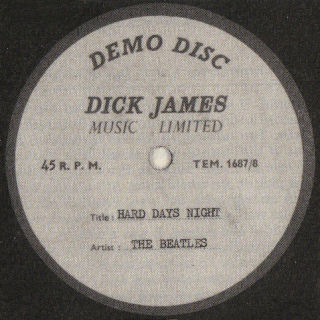 DEMO DISC
DICK JAMES
MUSIC LIMITED
45 R. P. M.
TEM. 1687/8
Title : HARD DAYS NIGHT
Artist : THE BEATLES